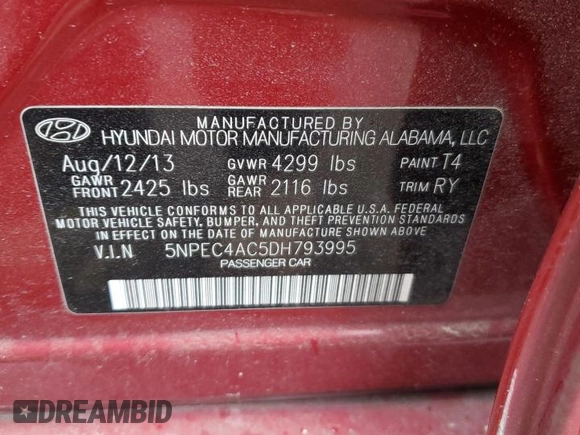 MANUFACTURED BY
HYUNDAI MOTOR MANUFACTURING ALABAMA, LLC
Aug/12/13 GVWR 4299 lbs PAINT T4
GAWR FRONT 2425 lbs GAWR REAR 2116 lbs TRIM RY
THIS VEHICLE CONFORMS TO ALL APPLICABLE U.S.A. FEDERAL
MOTOR VEHICLE SAFETY, BUMPER, AND THEFT PREVENTION STANDARDS
IN EFFECT ON THE DATE OF MANUFACTURE SHOWN ABOVE.
V.I.N 5NPEC4AC5DH793995
PASSENGER CAR
DREAMBID